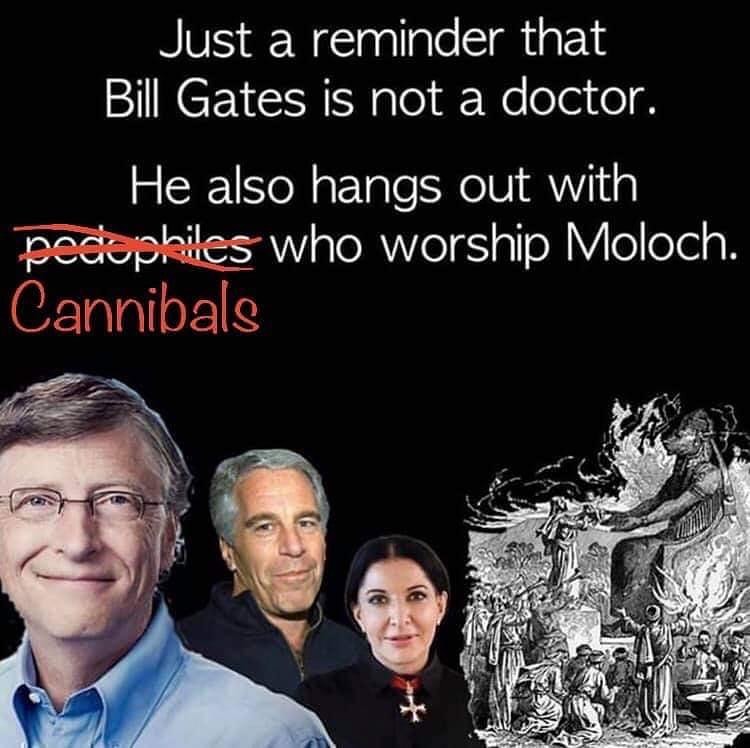 Just a reminder that
Bill Gates is not a doctor.
He also hangs out with
pedophiles who worship Moloch.
Cannibals